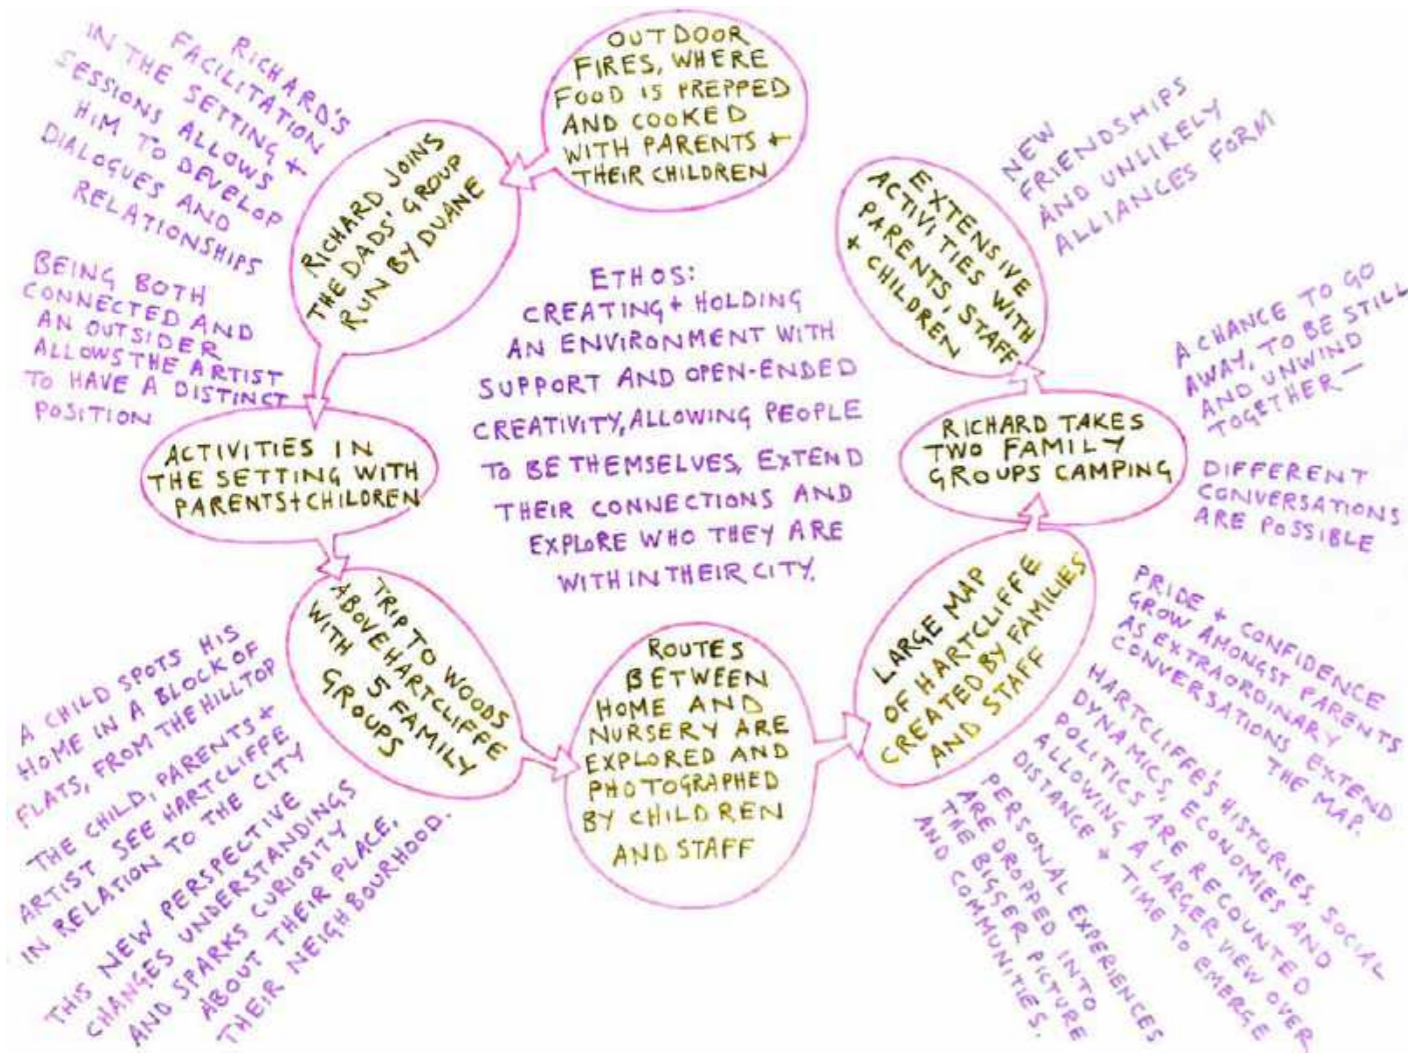 OUTDOOR
FIRES, WHERE
FOOD IS PREPPED
AND COOKED
WITH PARENTS +
THEIR CHILDREN
RICHARD JOINS
THE DADS' GROUP
RUN BY DUANE
RICHARD'S
FACILITATION
IN THE SETTING +
SESSIONS ALLOWS
HIM TO DEVELOP
DIALOGUES AND
RELATIONSHIPS
BEING BOTH
CONNECTED AND
AN OUTSIDER
ALLOWS THE ARTIST
TO HAVE A DISTINCT
POSITION
ACTIVITIES IN
THE SETTING WITH
PARENTS + CHILDREN
TRIP TO WOODS
ABOVE HARTCLIFFE
WITH 5 FAMILY
GROUPS
A CHILD SPOTS HIS
HOME IN A BLOCK OF
FLATS, FROM THE HILLTOP
THE CHILD, PARENTS +
ARTIST SEE HARTCLIFFE
IN RELATION TO THE CITY
THIS NEW PERSPECTIVE
CHANGES UNDERSTANDINGS
AND SPARKS CURIOSITY
ABOUT THEIR PLACE,
THEIR NEIGHBOURHOOD.
ROUTES
BETWEEN
HOME AND
NURSERY ARE
EXPLORED AND
PHOTOGRAPHED
BY CHILDREN
AND STAFF
LARGE MAP
OF HARTCLIFFE
CREATED BY FAMILIES
AND STAFF
PRIDE + CONFIDENCE
GROW AMONGST PARENTS
AS EXTRAORDINARY
CONVERSATIONS EXTEND
THE MAP.
HARTCLIFFE'S HISTORIES, SOCIAL
DYNAMICS, ECONOMIES AND
POLITICS ARE RECOUNTED
ALLOWING A LARGER VIEW OVER
DISTANCE + TIME TO EMERGE
PERSONAL EXPERIENCES
ARE DROPPED INTO
THE BIGGER PICTURE
AND COMMUNITIES.
RICHARD TAKES
TWO FAMILY
GROUPS CAMPING
A CHANCE TO GO
AWAY, TO BE STILL
AND UNWIND
TOGETHER —
DIFFERENT
CONVERSATIONS
ARE POSSIBLE
EXTENSIVE
ACTIVITIES WITH
PARENTS, STAFF
+ CHILDREN
NEW
FRIENDSHIPS
AND UNLIKELY
ALLIANCES FORM
ETHOS:
CREATING + HOLDING
AN ENVIRONMENT WITH
SUPPORT AND OPEN-ENDED
CREATIVITY, ALLOWING PEOPLE
TO BE THEMSELVES, EXTEND
THEIR CONNECTIONS AND
EXPLORE WHO THEY ARE
WITHIN THEIR CITY.